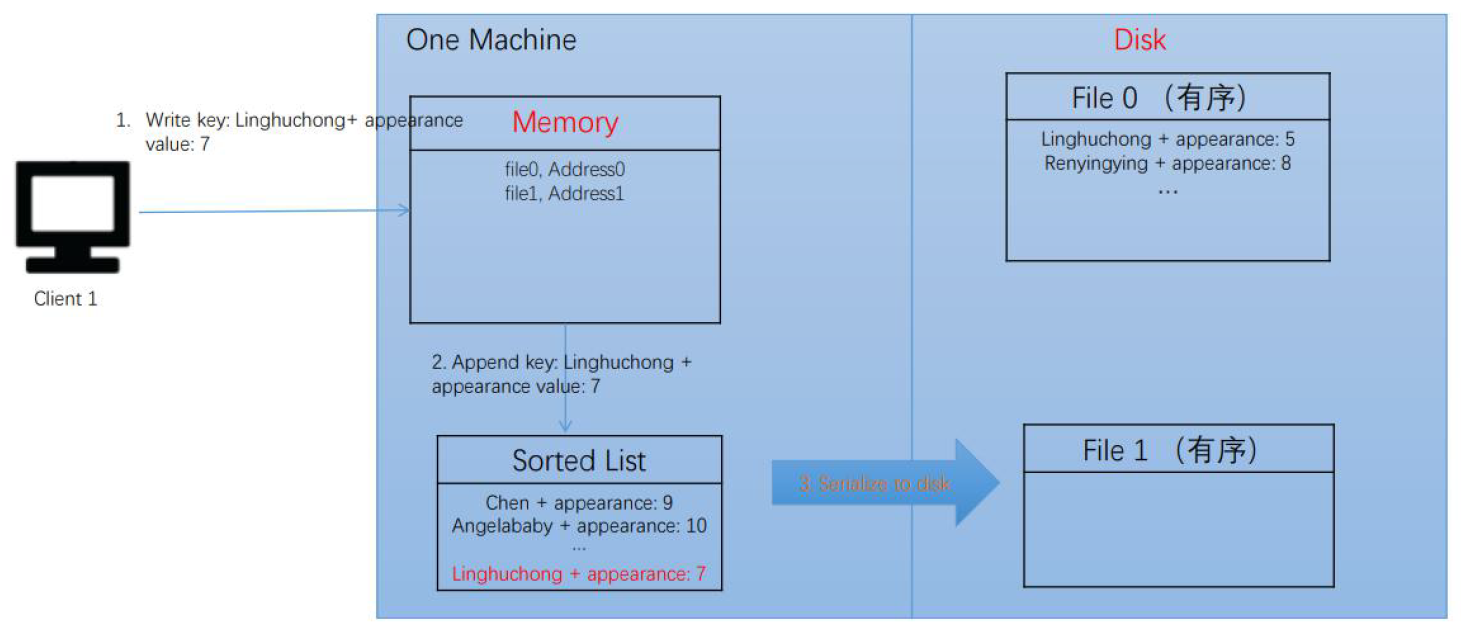 One Machine
Disk
1. Write key: Linghuchong+ appearance
value: 7
Client 1
Memory
file0, Address0
file1, Address1
File 0 （有序）
Linghuchong + appearance: 5
Renyingying + appearance: 8
...
2. Append key: Linghuchong +
appearance value: 7
Sorted List
Chen + appearance: 9
Angelababy + appearance: 10
...
Linghuchong + appearance: 7
3. Serialize to disk
File 1 （有序）